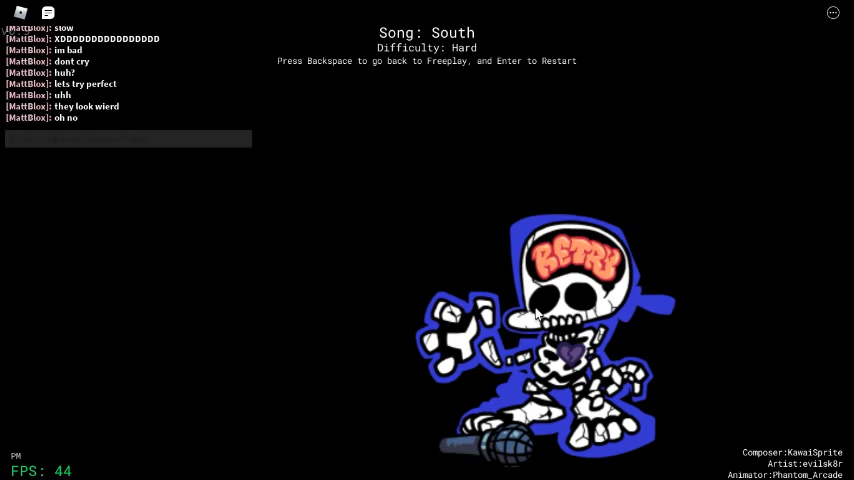 [MattBlox]: slow
[MattBlox]: XDDDDDDDDDDDDDDDDD
[MattBlox]: im bad
[MattBlox]: dont cry
[MattBlox]: huh?
[MattBlox]: lets try perfect
[MattBlox]: uhh
[MattBlox]: they look wierd
[MattBlox]: oh no
Song: South
Difficulty: Hard
Press Backspace to go back to Freeplay, and Enter to Restart
RETRY
PM
FPS: 44
Composer:KawaiSprite
Artist:evilsk8r
Animator:Phantom_Arcade